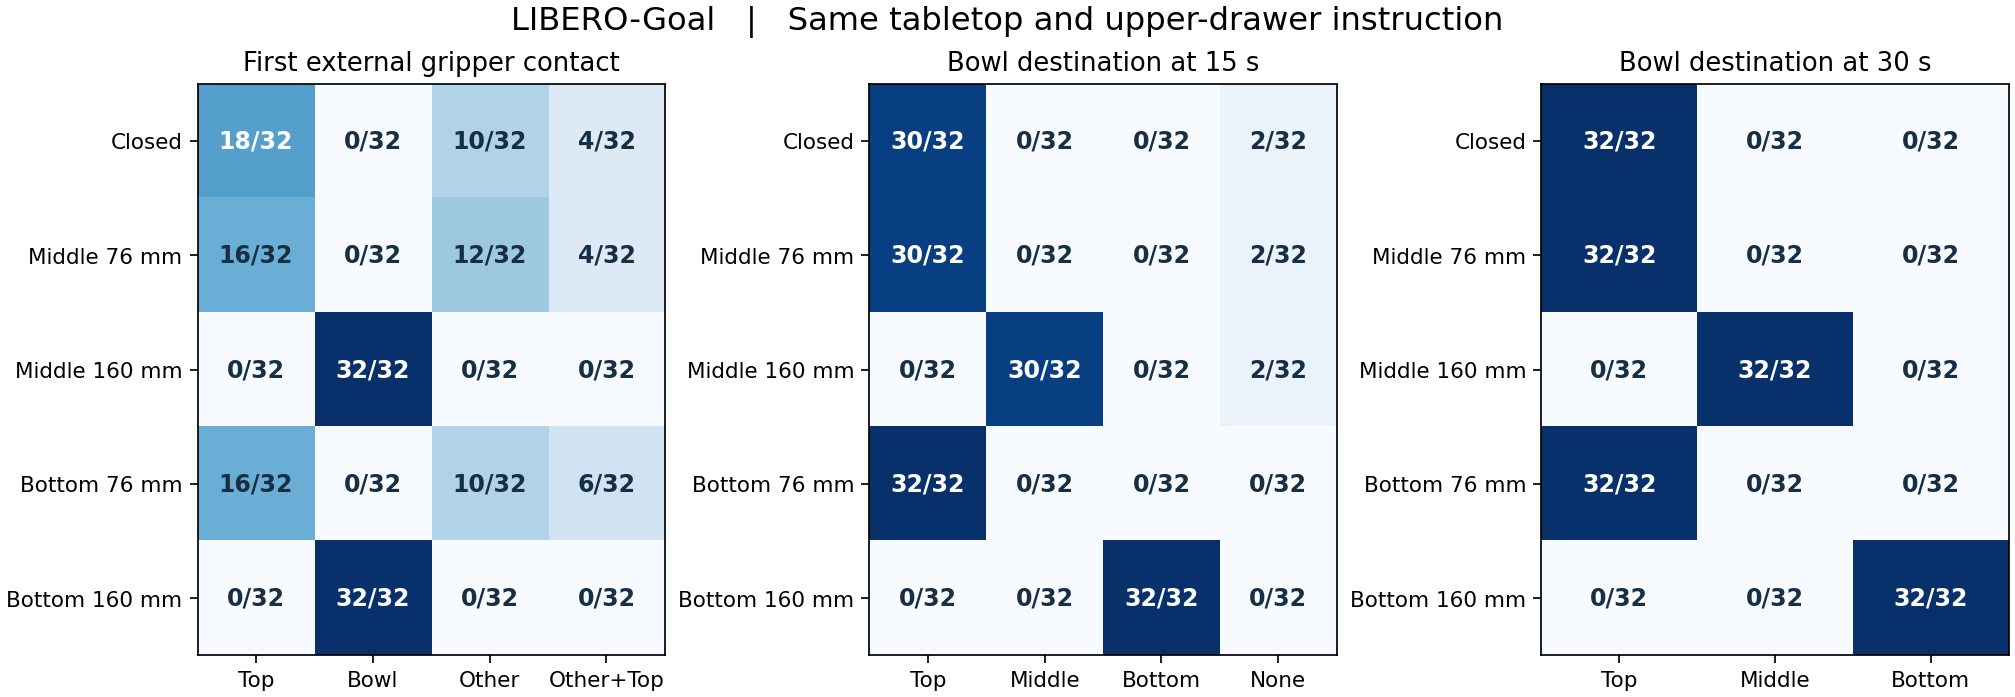 LIBERO-Goal | Same tabletop and upper-drawer instruction
First external gripper contact
Closed 18/32 0/32 10/32 4/32
Middle 76 mm 16/32 0/32 12/32 4/32
Middle 160 mm 0/32 32/32 0/32 0/32
Bottom 76 mm 16/32 0/32 10/32 6/32
Bottom 160 mm 0/32 32/32 0/32 0/32
Top Bowl Other Other+Top
Bowl destination at 15 s
Closed 30/32 0/32 0/32 2/32
Middle 76 mm 30/32 0/32 0/32 2/32
Middle 160 mm 0/32 30/32 0/32 2/32
Bottom 76 mm 32/32 0/32 0/32 0/32
Bottom 160 mm 0/32 0/32 32/32 0/32
Top Middle Bottom None
Bowl destination at 30 s
Closed 32/32 0/32 0/32
Middle 76 mm 32/32 0/32 0/32
Middle 160 mm 0/32 32/32 0/32
Bottom 76 mm 32/32 0/32 0/32
Bottom 160 mm 0/32 0/32 32/32
Top Middle Bottom